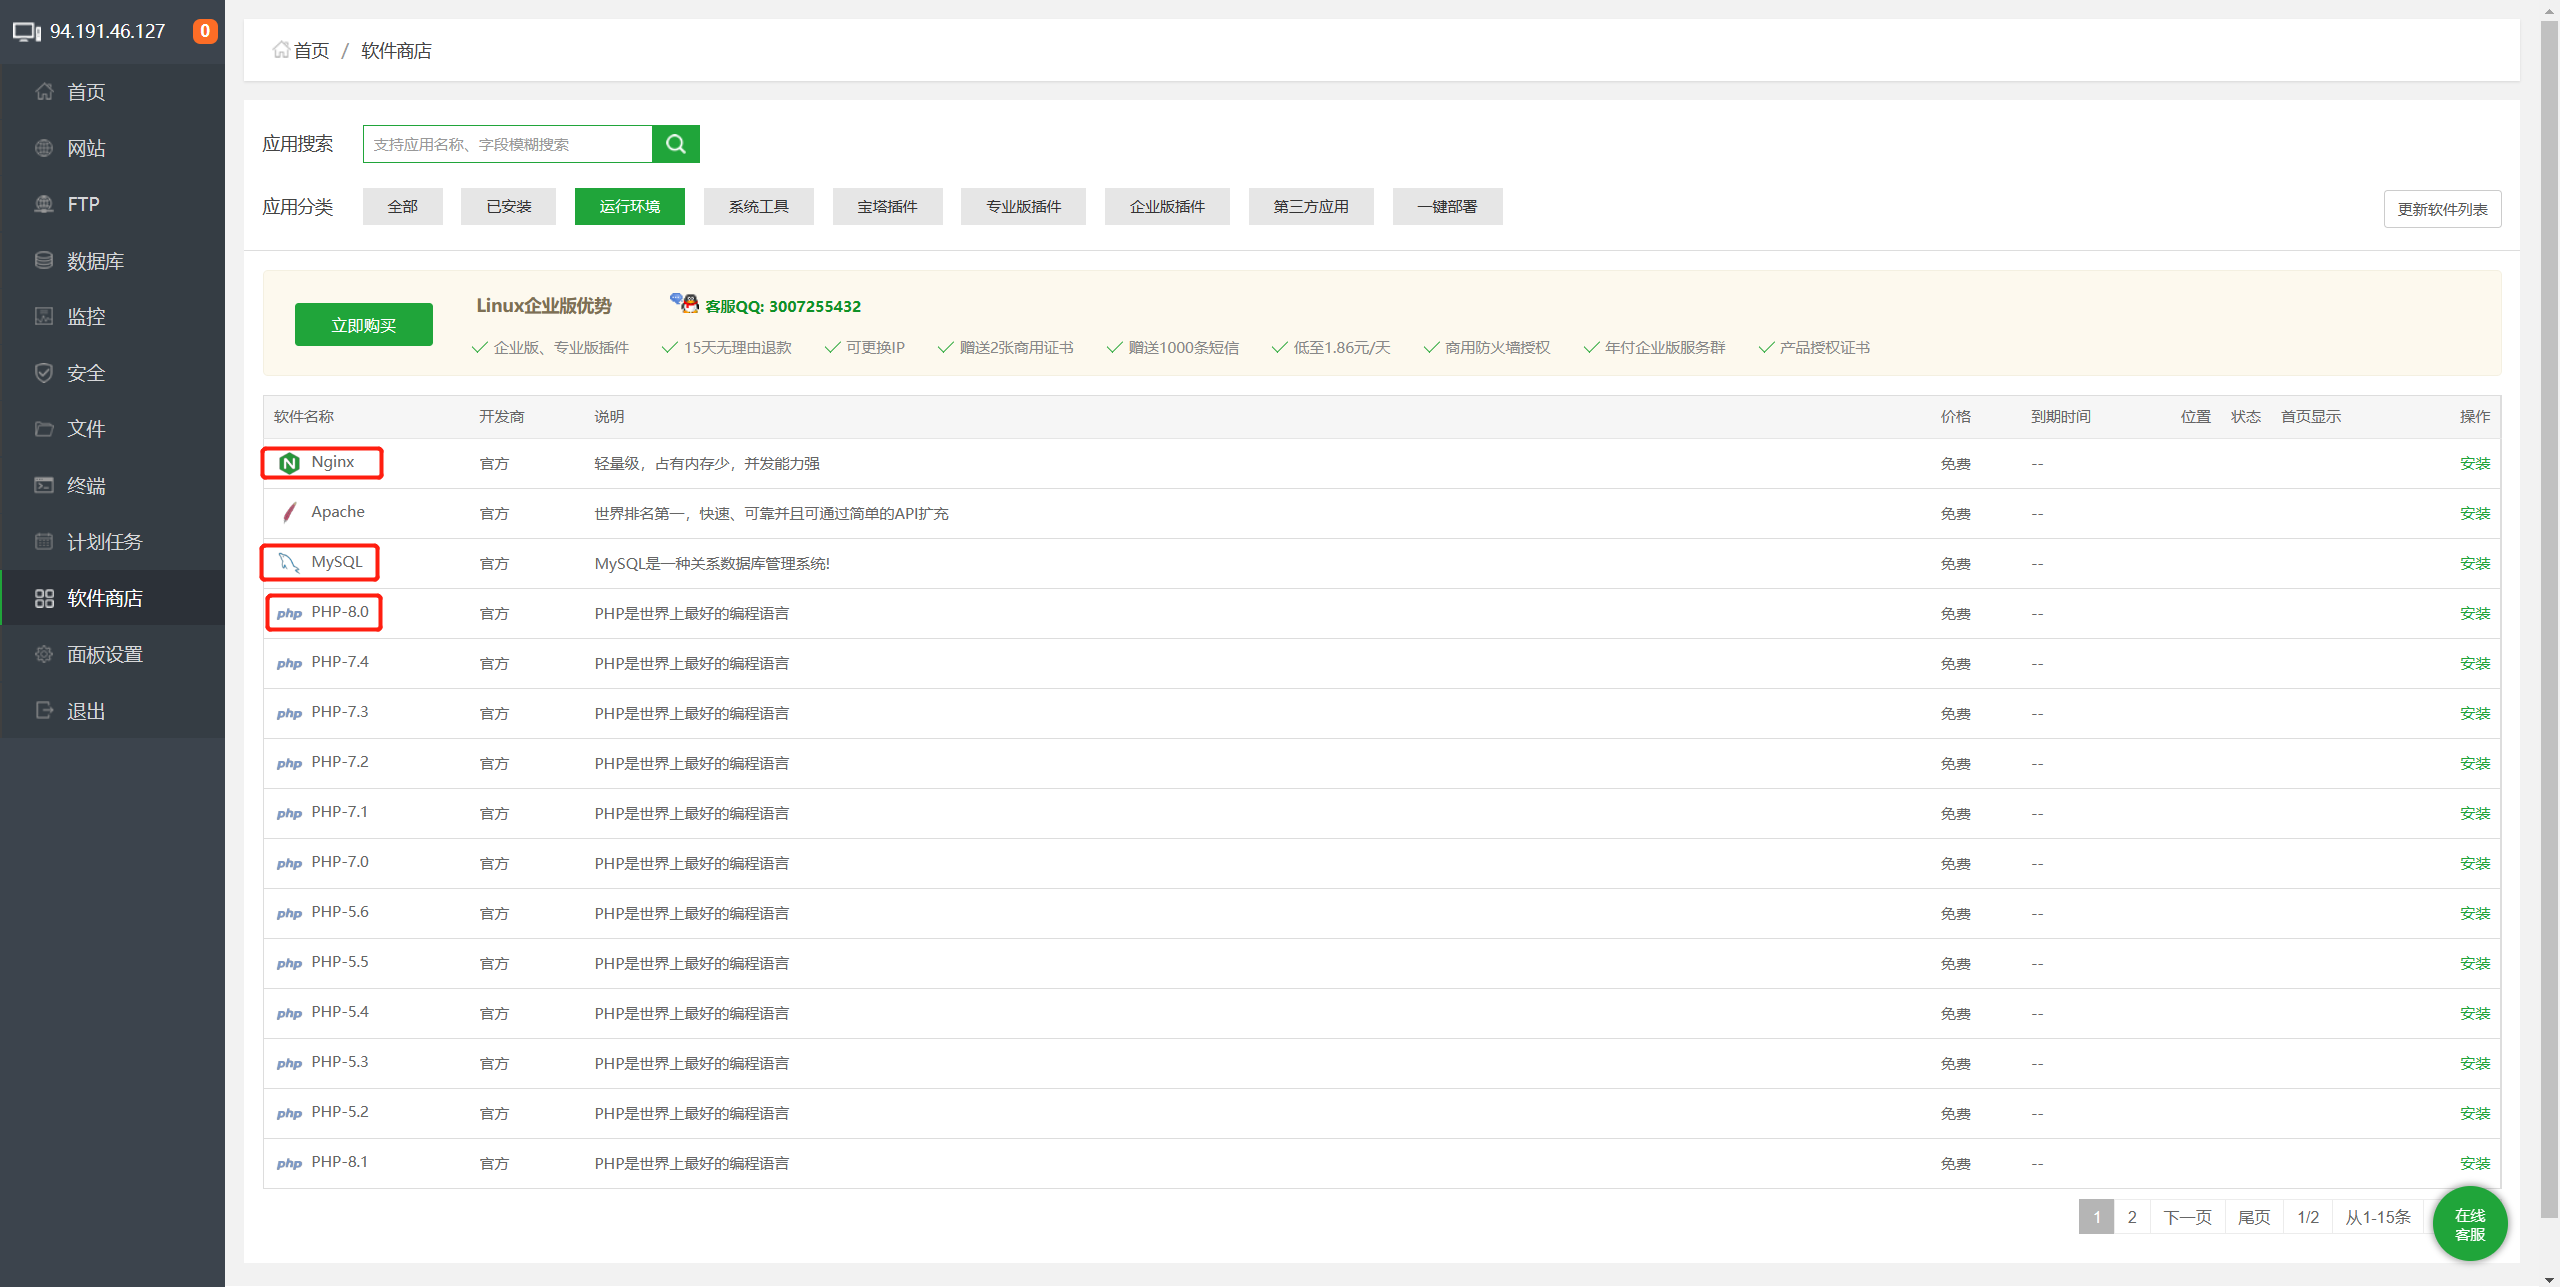 94.191.46.127 0
首页
网站
FTP
数据库
监控
安全
文件
终端
计划任务
软件商店
面板设置
退出
首页 / 软件商店
应用搜索 支持应用名称、字段模糊搜索
应用分类 全部 已安装 运行环境 系统工具 宝塔插件 专业版插件 企业版插件 第三方应用 一键部署 更新软件列表
立即购买 Linux企业版优势 客服QQ: 3007255432
企业版、专业版插件 15天无理由退款 可更换IP 赠送2张商用证书 赠送1000条短信 低至1.86元/天 商用防火墙授权 年付企业版服务群 产品授权证书
软件名称 开发商 说明 价格 到期时间 位置 状态 首页显示 操作
Nginx 官方 轻量级，占有内存少，并发能力强 免费 -- 安装
Apache 官方 世界排名第一，快速、可靠并且可通过简单的API扩充 免费 -- 安装
MySQL 官方 MySQL是一种关系数据库管理系统! 免费 -- 安装
php PHP-8.0 官方 PHP是世界上最好的编程语言 免费 -- 安装
php PHP-7.4 官方 PHP是世界上最好的编程语言 免费 -- 安装
php PHP-7.3 官方 PHP是世界上最好的编程语言 免费 -- 安装
php PHP-7.2 官方 PHP是世界上最好的编程语言 免费 -- 安装
php PHP-7.1 官方 PHP是世界上最好的编程语言 免费 -- 安装
php PHP-7.0 官方 PHP是世界上最好的编程语言 免费 -- 安装
php PHP-5.6 官方 PHP是世界上最好的编程语言 免费 -- 安装
php PHP-5.5 官方 PHP是世界上最好的编程语言 免费 -- 安装
php PHP-5.4 官方 PHP是世界上最好的编程语言 免费 -- 安装
php PHP-5.3 官方 PHP是世界上最好的编程语言 免费 -- 安装
php PHP-5.2 官方 PHP是世界上最好的编程语言 免费 -- 安装
php PHP-8.1 官方 PHP是世界上最好的编程语言 免费 -- 安装
1 2 下一页 尾页 1/2 从1-15条
在线
客服